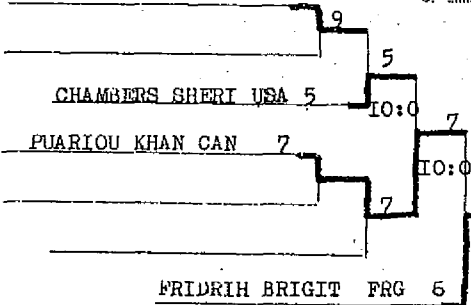 9
5
CHAMBERS SHERI USA 5
IO:0
7
PUARIOU KHAN CAN 7
IO:0
7
FRIDRIH BRIGIT FRG 6